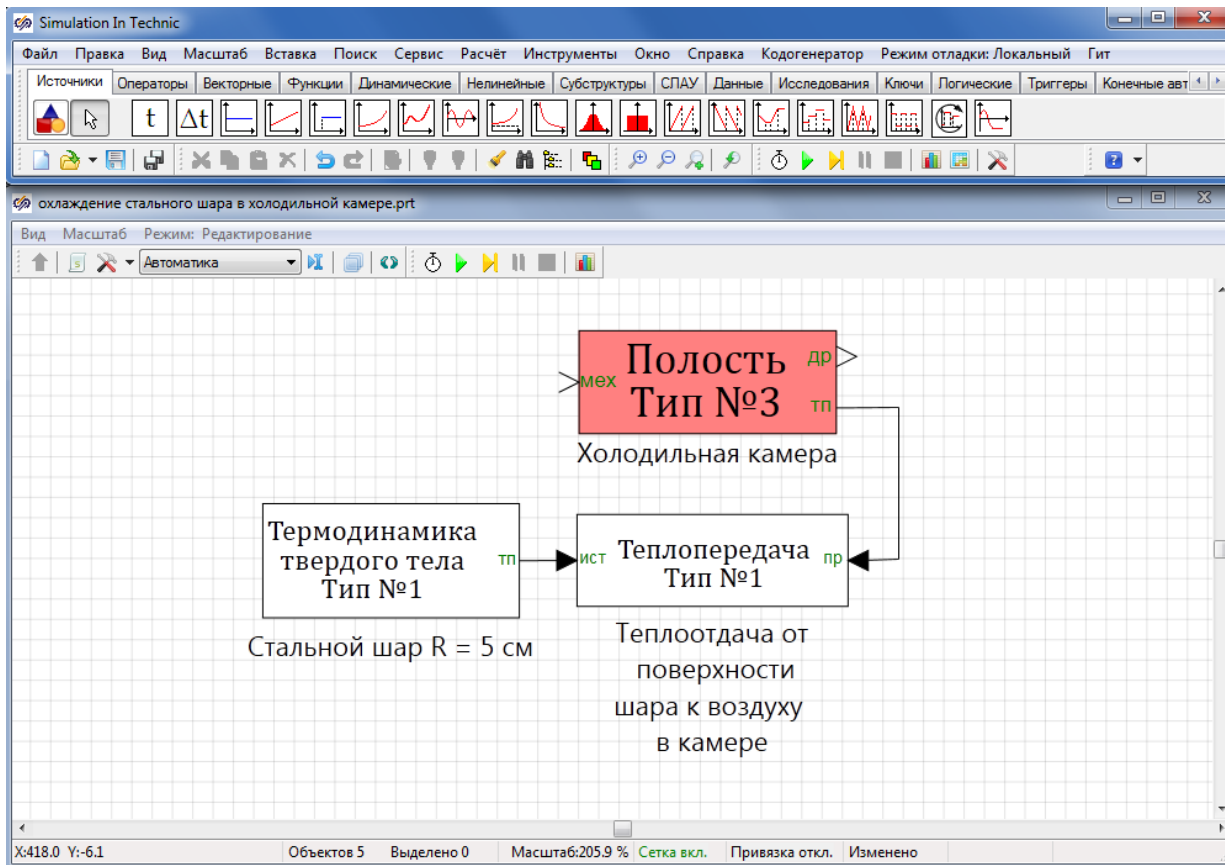 Simulation In Technic
Файл Правка Вид Масштаб Вставка Поиск Сервис Расчёт Инструменты Окно Справка Кодогенератор Режим отладки: Локальный Гит
Источники Операторы Векторные Функции Динамические Нелинейные Субструктуры СПАУ Данные Исследования Ключи Логические Триггеры Конечные авт
t Δt
охлаждение стального шара в холодильной камере.prt
Вид Масштаб Режим: Редактирование
Автоматика
Полость др
мех Тип №3 тп
Холодильная камера
Термодинамика
твердого тела тп
Тип №1
ист Теплопередача пр
Тип №1
Стальной шар R = 5 см
Теплоотдача от
поверхности
шара к воздуху
в камере
X:418.0 Y:-6.1 Объектов 5 Выделено 0 Масштаб:205.9 % Сетка вкл. Привязка откл. Изменено